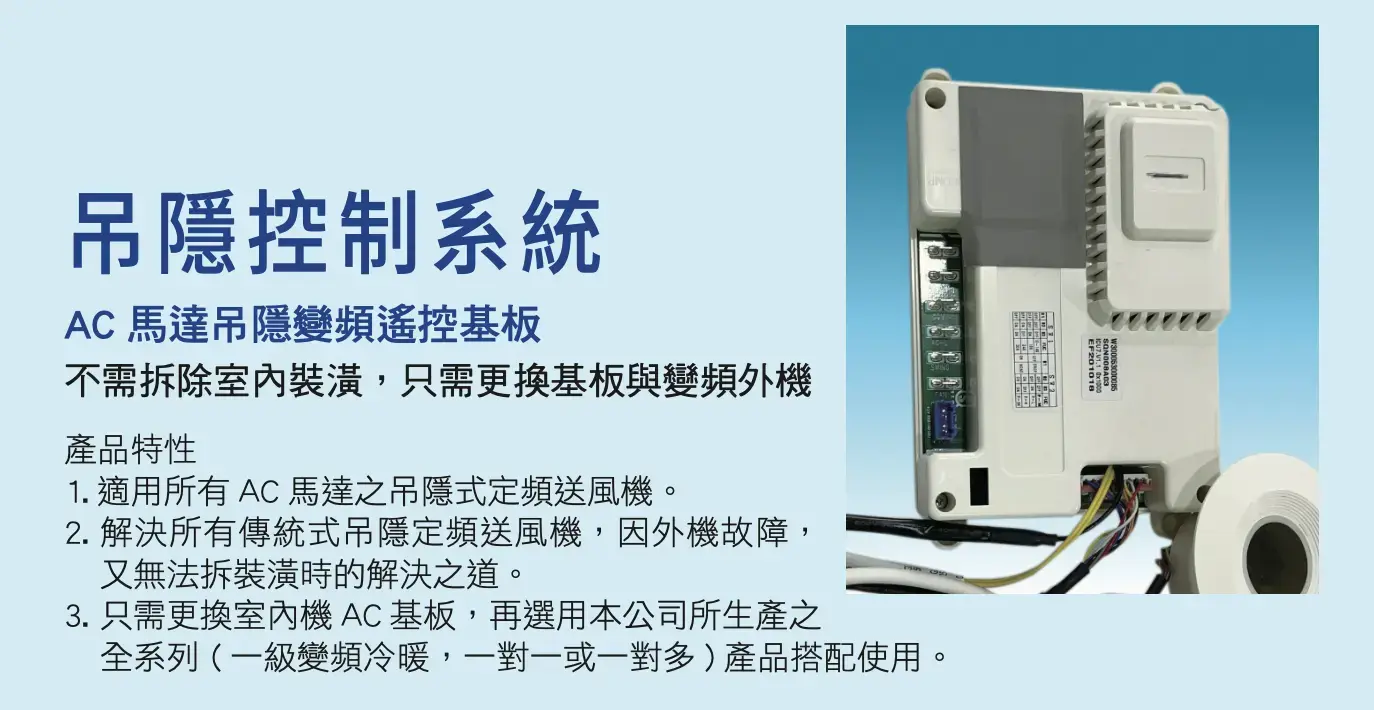 吊隱控制系統
AC 馬達吊隱變頻遙控基板
不需拆除室內裝潢，只需更換基板與變頻外機
產品特性
1. 適用所有 AC 馬達之吊隱式定頻送風機。
2. 解決所有傳統式吊隱定頻送風機，因外機故障，
又無法拆裝潢時的解決之道。
3. 只需更換室內機 AC 基板，再選用本公司所生產之
全系列 ( 一級變頻冷暖，一對一或一對多 ) 產品搭配使用。
EF201018